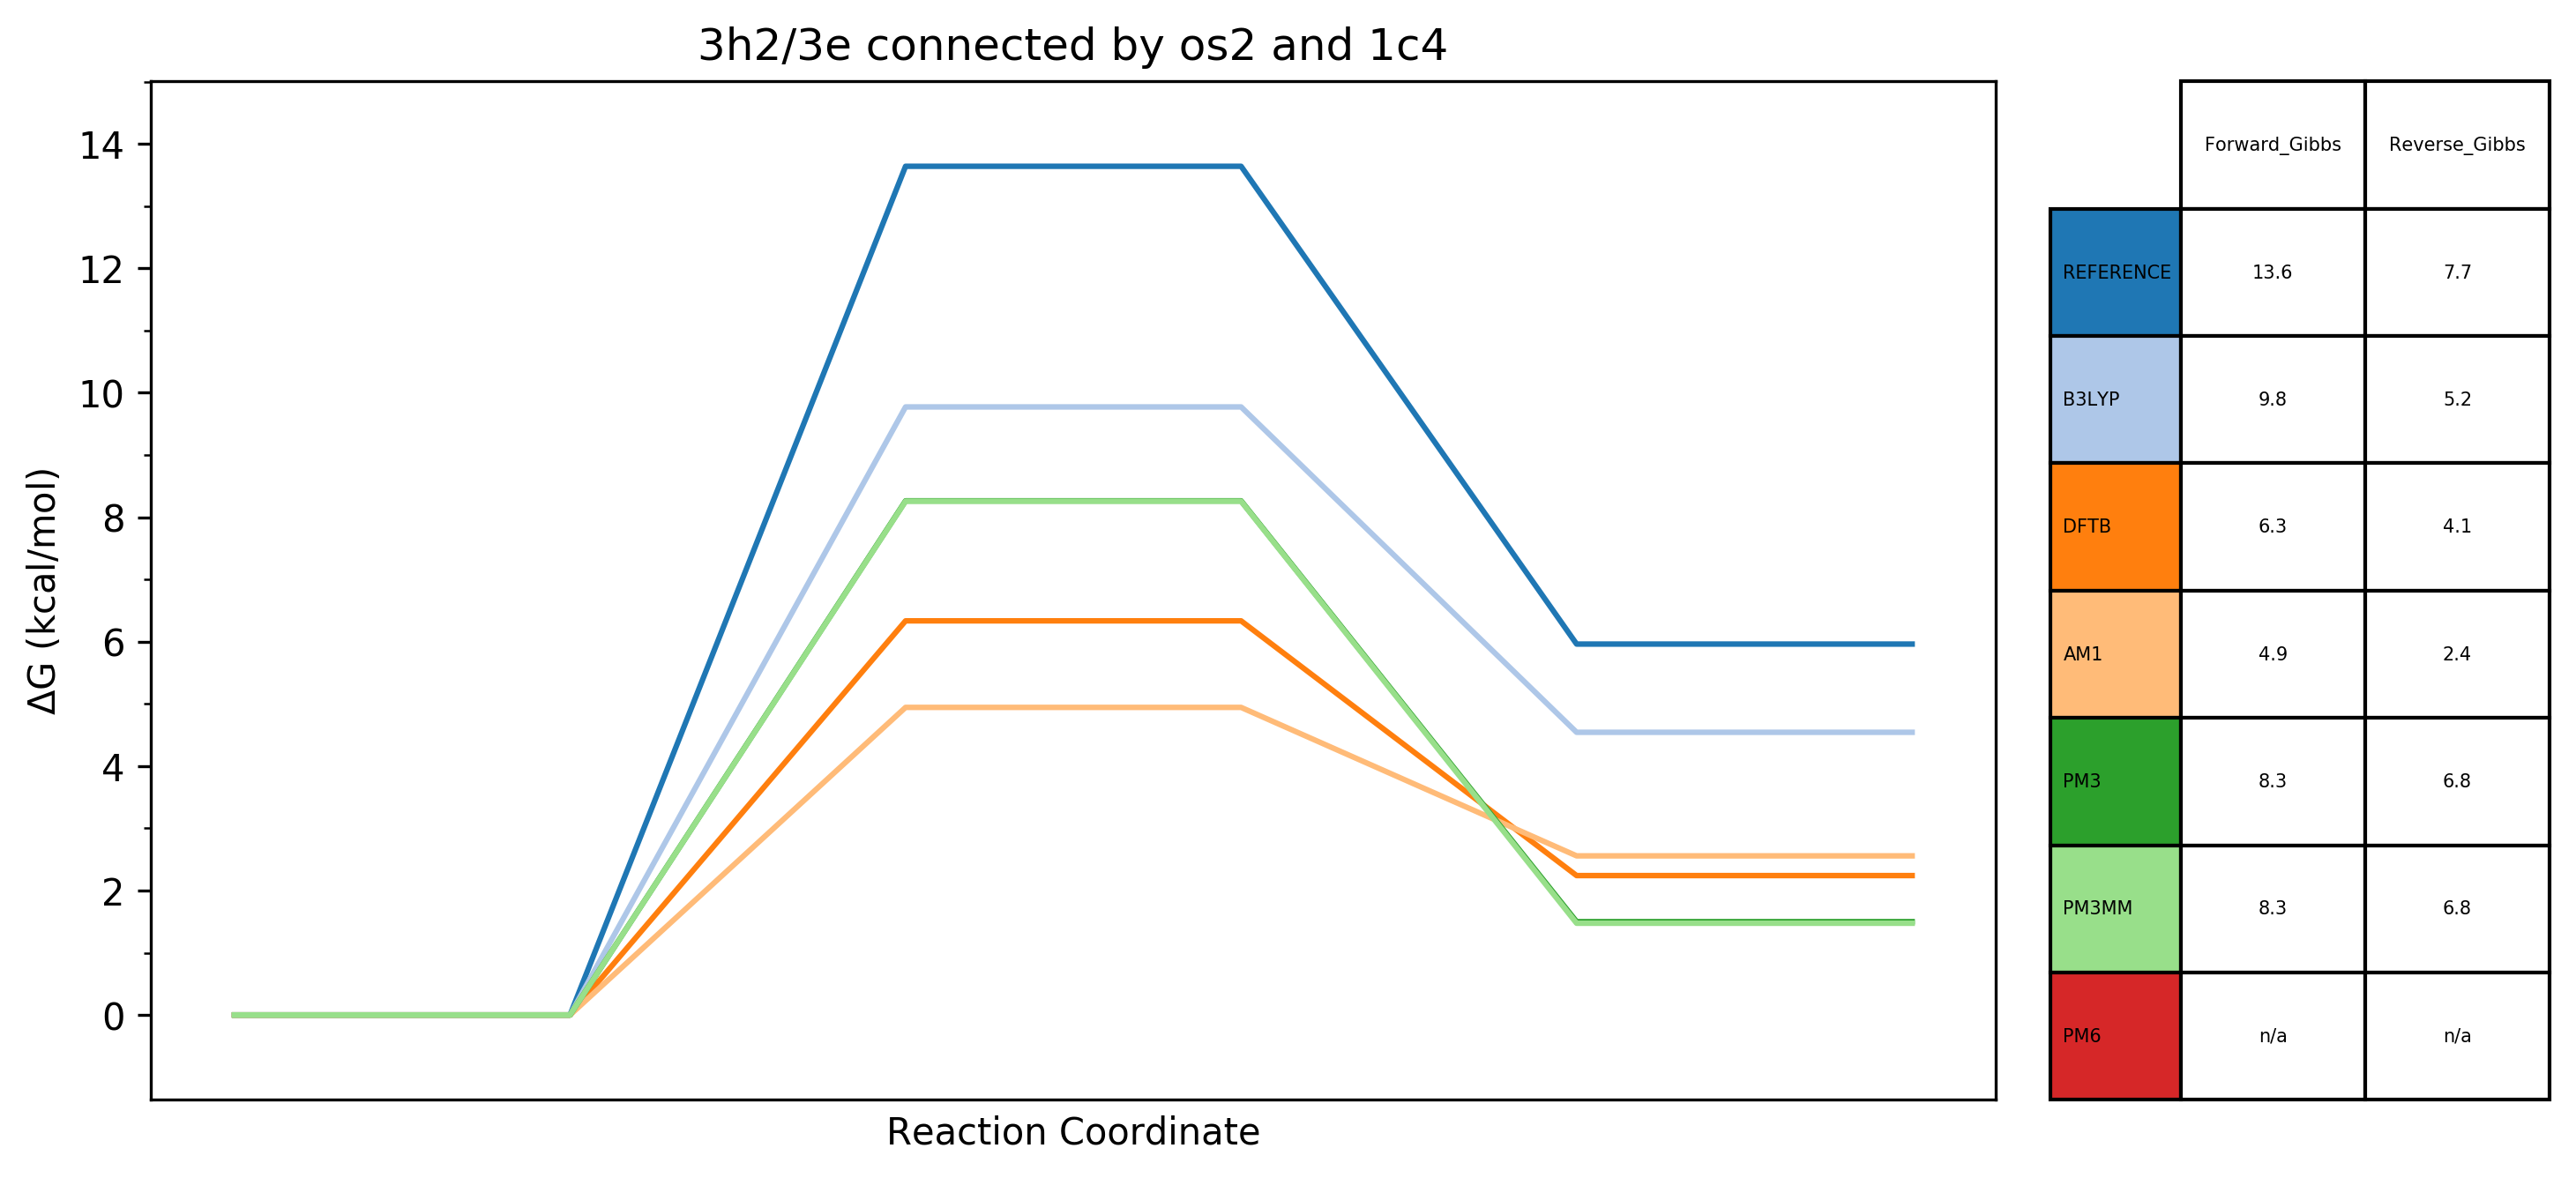 3h2/3e connected by os2 and 1c4
14
12
10
8
6
4
2
0
ΔG (kcal/mol)
Reaction Coordinate
Forward_Gibbs Reverse_Gibbs
REFERENCE 13.6 7.7
B3LYP 9.8 5.2
DFTB 6.3 4.1
AM1 4.9 2.4
PM3 8.3 6.8
PM3MM 8.3 6.8
PM6 n/a n/a